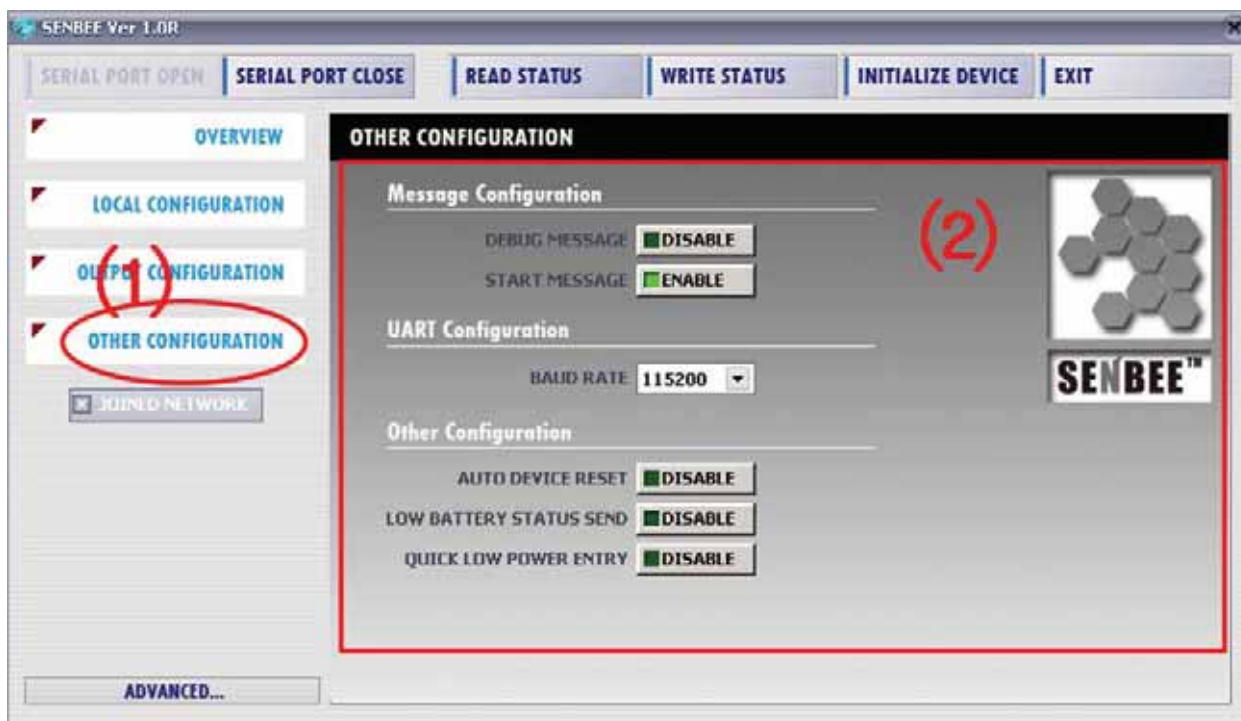 SENBEE Ver 1.0R
SERIAL PORT OPEN
SERIAL PORT CLOSE
READ STATUS
WRITE STATUS
INITIALIZE DEVICE
EXIT
OVERVIEW
LOCAL CONFIGURATION
(1)
OUTPUT CONFIGURATION
OTHER CONFIGURATION
JOINED NETWORK
ADVANCED...
OTHER CONFIGURATION
(2)
Message Configuration
DEBUG MESSAGE DISABLE
START MESSAGE ENABLE
UART Configuration
BAUD RATE 115200
Other Configuration
AUTO DEVICE RESET DISABLE
LOW BATTERY STATUS SEND DISABLE
QUICK LOW POWER ENTRY DISABLE
SENBEE™